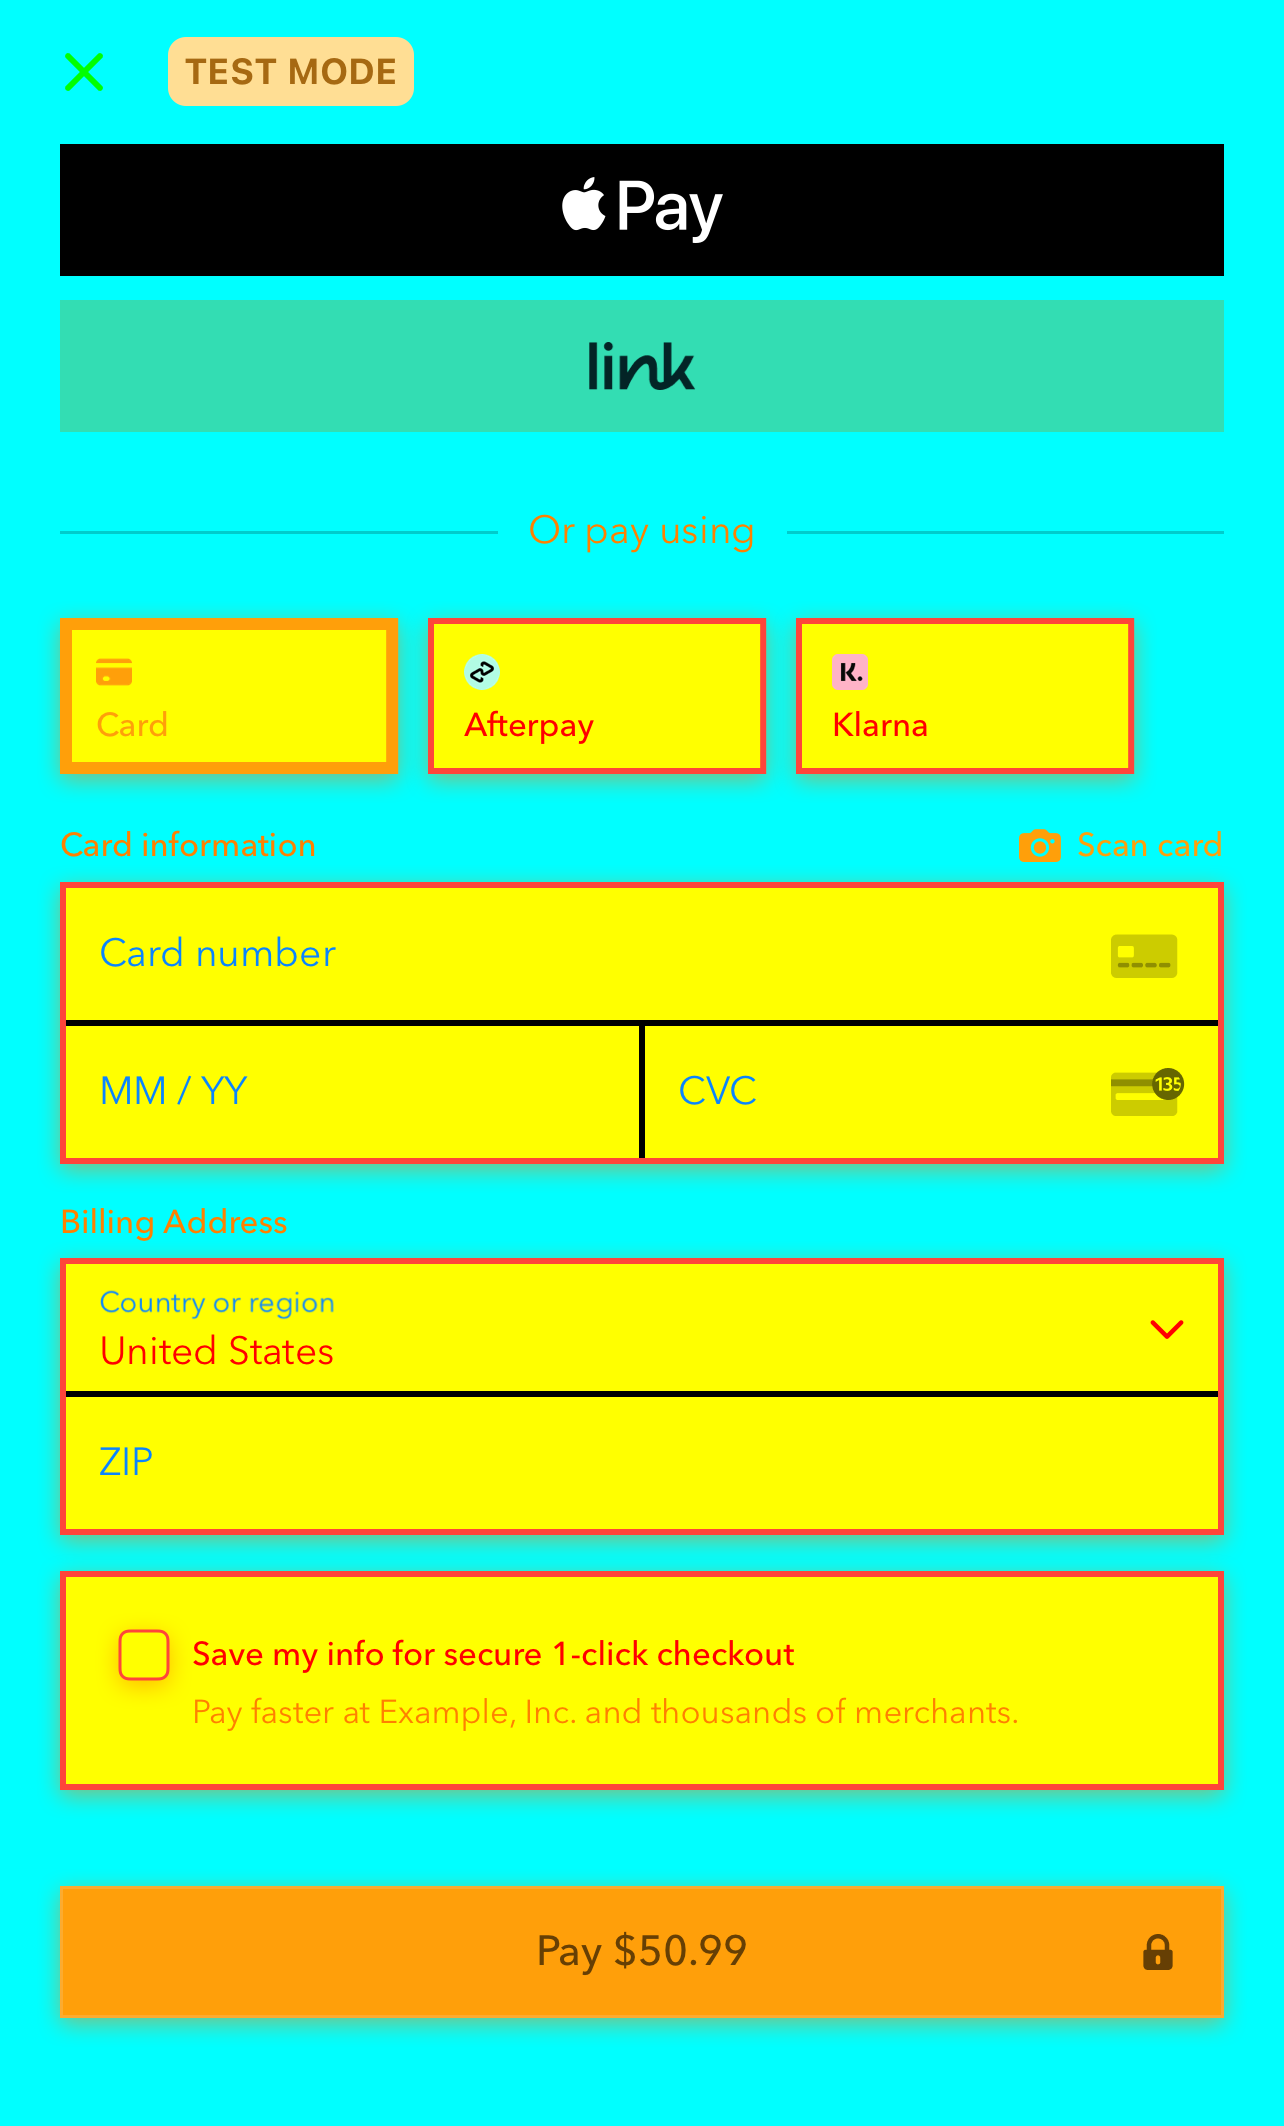 TEST MODE
Pay
link
Or pay using
Card
Afterpay
K.
Klarna
Card information
Scan card
Card number
MM / YY
CVC
135
Billing Address
Country or region
United States
ZIP
Save my info for secure 1-click checkout
Pay faster at Example, Inc. and thousands of merchants.
Pay $50.99